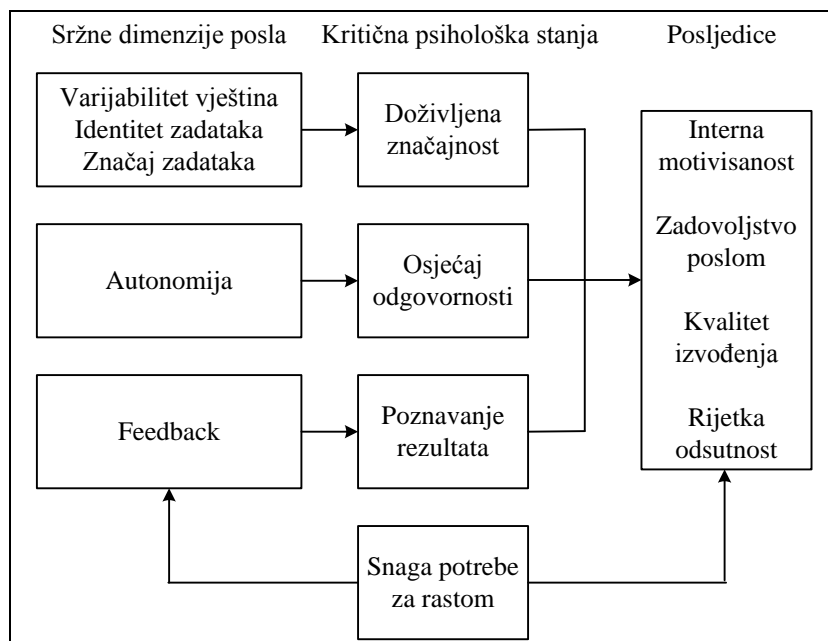 Sržne dimenzije posla
Kritična psihološka stanja
Posljedice
Varijabilitet vještina
Identitet zadataka
Značaj zadataka
Doživljena
značajnost
Interna
motivisanost
Zadovoljstvo
poslom
Kvalitet
izvođenja
Rijetka
odsutnost
Autonomija
Osjećaj
odgovornosti
Feedback
Poznavanje
rezultata
Snaga potrebe
za rastom